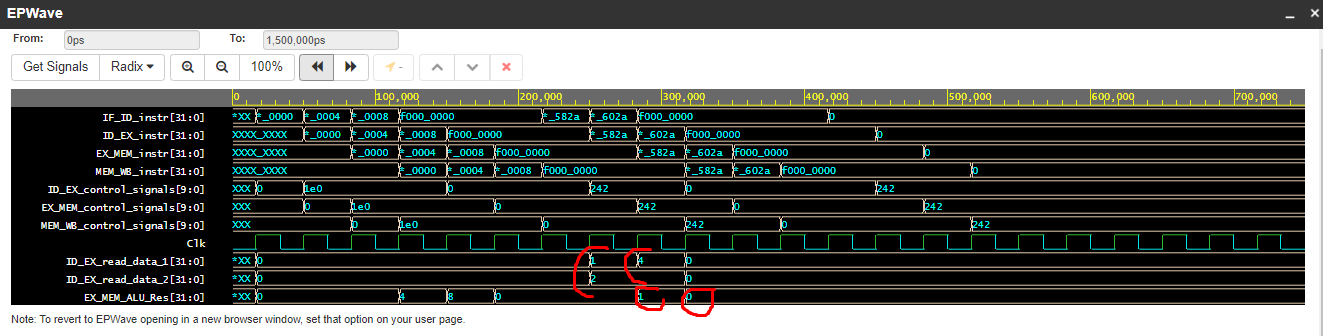 EPWave
From: 0ps To: 1,500,000ps
Get Signals Radix 100%
0 100,000 200,000 300,000 400,000 500,000 600,000 700,000
IF_ID_instr[31:0] *XX *_0000 *_0004 *_0008 f000_0000 *_582a *_602a f000_0000 0
ID_EX_instr[31:0] XXXX_XXXX *_0000 *_0004 *_0008 f000_0000 *_582a *_602a f000_0000 0
EX_MEM_instr[31:0] XXXX_XXXX *_0000 *_0004 *_0008 f000_0000 *_582a *_602a f000_0000 0
MEM_WB_instr[31:0] XXXX_XXXX *_0000 *_0004 *_0008 f000_0000 *_582a *_602a f000_0000 0
ID_EX_control_signals[9:0] XXX 0 1e0 0 242 0 242
EX_MEM_control_signals[9:0] XXX 0 1e0 0 242 0 242
MEM_WB_control_signals[9:0] XXX 0 1e0 0 242 0 242
Clk
ID_EX_read_data_1[31:0] *XX 0 1 4 0
ID_EX_read_data_2[31:0] *XX 0 2 0
EX_MEM_ALU_Res[31:0] *XX 0 4 8 0 1 0
Note: To revert to EPWave opening in a new browser window, set that option on your user page.